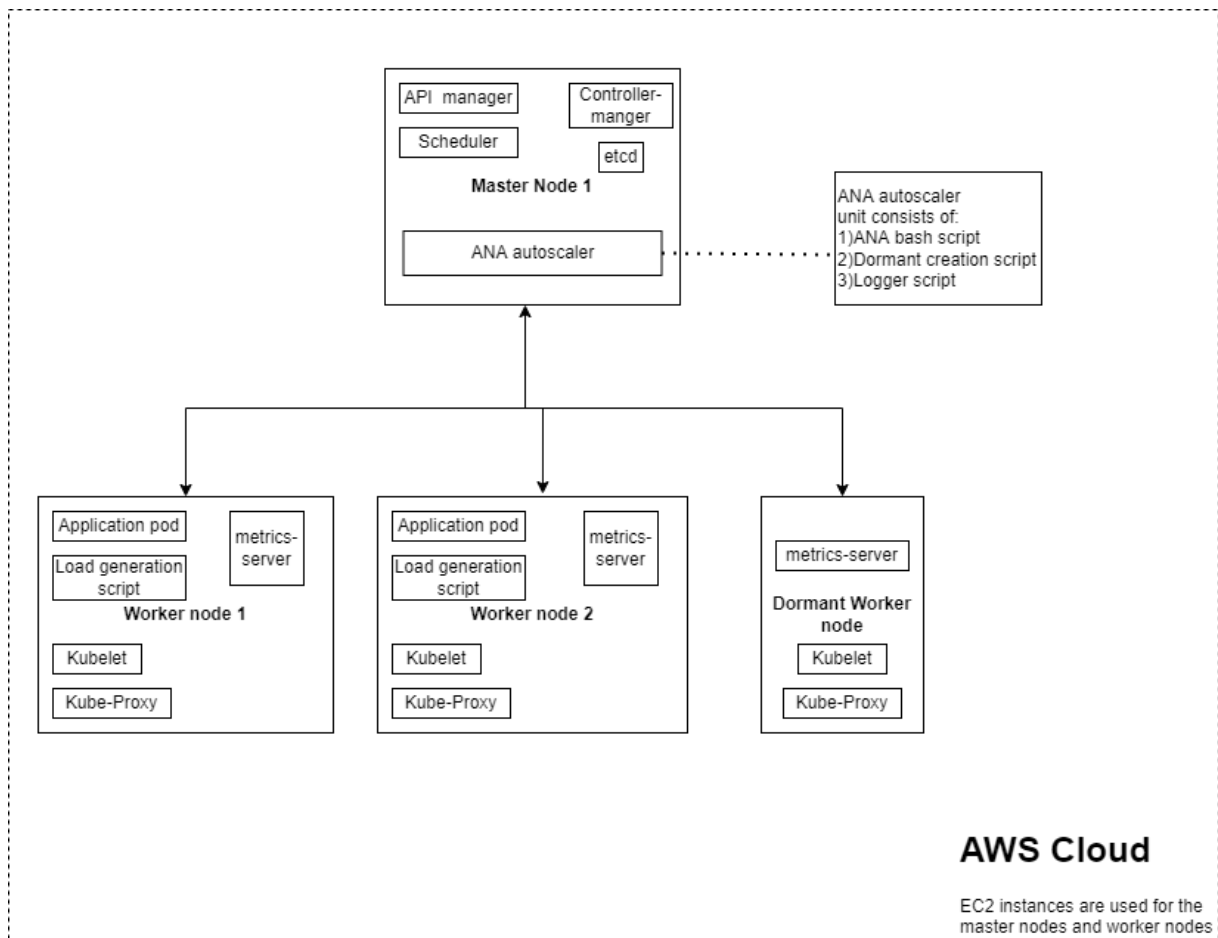 API manager
Controller-
manger
Scheduler
etcd
Master Node 1
ANA autoscaler
ANA autoscaler
unit consists of:
1)ANA bash script
2)Dormant creation script
3)Logger script
Application pod
metrics-
server
Load generation
script
Worker node 1
Kubelet
Kube-Proxy
Application pod
metrics-
server
Load generation
script
Worker node 2
Kubelet
Kube-Proxy
metrics-server
Dormant Worker
node
Kubelet
Kube-Proxy
AWS Cloud
EC2 instances are used for the
master nodes and worker nodes